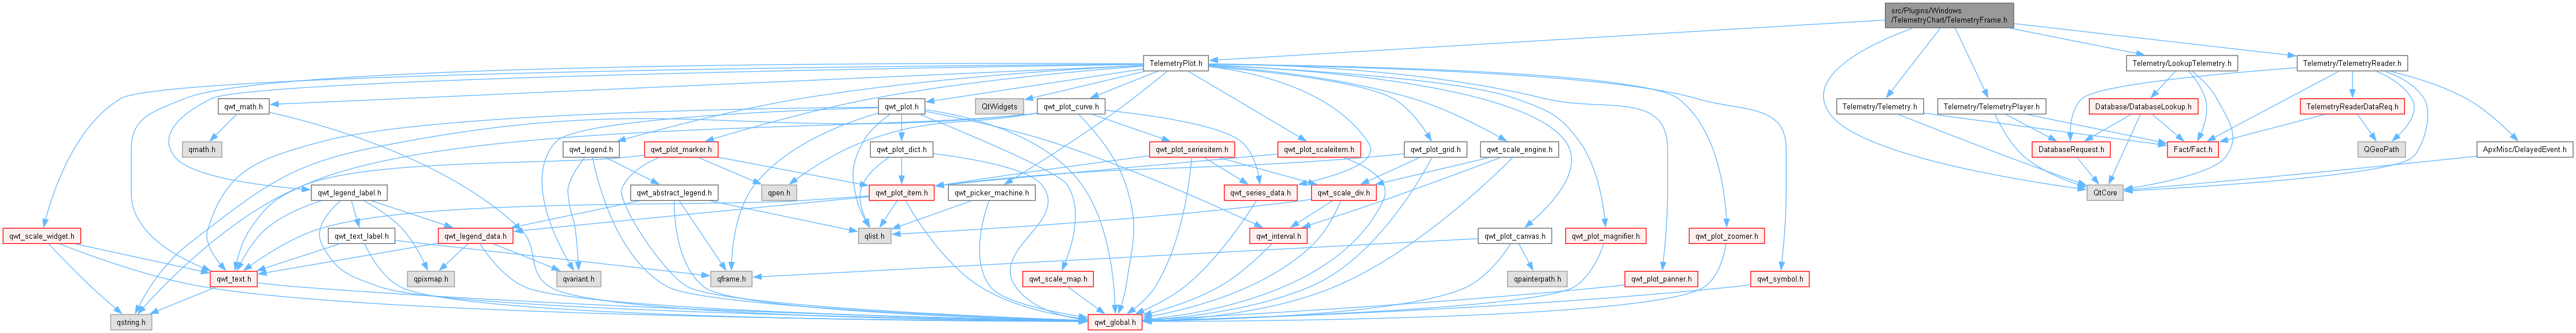 src/Plugins/Windows
/TelemetryChart/TelemetryFrame.h
TelemetryPlot.h
Telemetry/LookupTelemetry.h
Telemetry/TelemetryReader.h
qwt_math.h
qwt_plot.h
QtWidgets
qwt_plot_curve.h
Telemetry/Telemetry.h
Telemetry/TelemetryPlayer.h
Database/DatabaseLookup.h
TelemetryReaderDataReq.h
qmath.h
qwt_legend.h
qwt_plot_marker.h
qwt_plot_dict.h
qwt_plot_seriesitem.h
qwt_plot_scaleitem.h
qwt_plot_grid.h
qwt_scale_engine.h
DatabaseRequest.h
Fact/Fact.h
QGeoPath
ApxMisc/DelayedEvent.h
qwt_legend_label.h
qwt_abstract_legend.h
qpen.h
qwt_plot_item.h
qwt_picker_machine.h
qwt_series_data.h
qwt_scale_div.h
QtCore
qwt_scale_widget.h
qwt_text_label.h
qwt_legend_data.h
qlist.h
qwt_interval.h
qwt_plot_canvas.h
qwt_plot_magnifier.h
qwt_plot_zoomer.h
qwt_text.h
qpixmap.h
qvariant.h
qframe.h
qwt_scale_map.h
qpainterpath.h
qwt_plot_panner.h
qwt_symbol.h
qstring.h
qwt_global.h